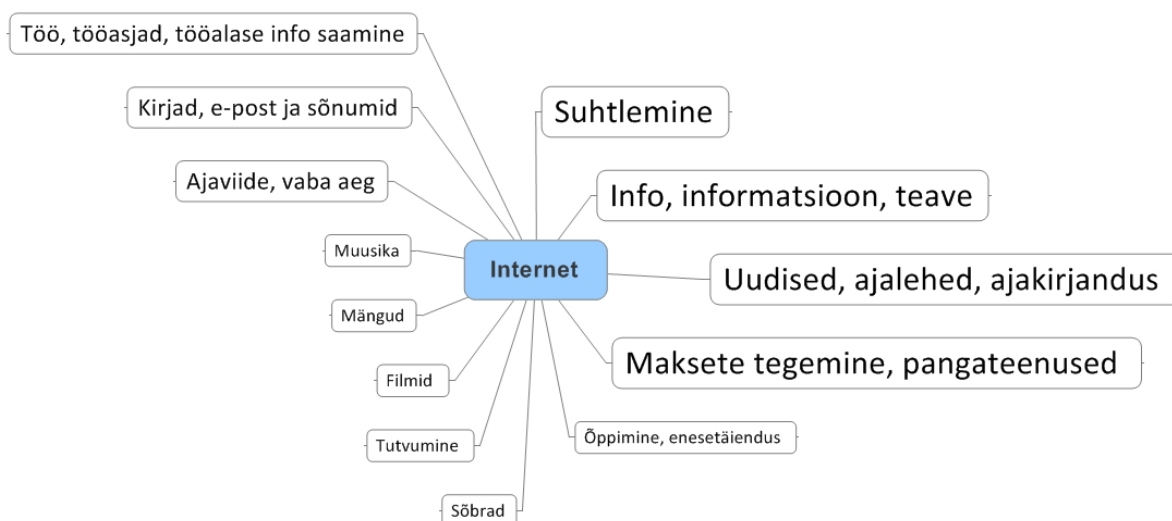 Töö, tööasjad, tööalase info saamine
Kirjad, e-post ja sõnumid
Suhtlemine
Ajaviide, vaba aeg
Info, informatsioon, teave
Muusika
Internet
Uudised, ajalehed, ajakirjandus
Mängud
Maksete tegemine, pangateenused
Filmid
Tutvumine
Õppimine, enesetäiendus
Sõbrad